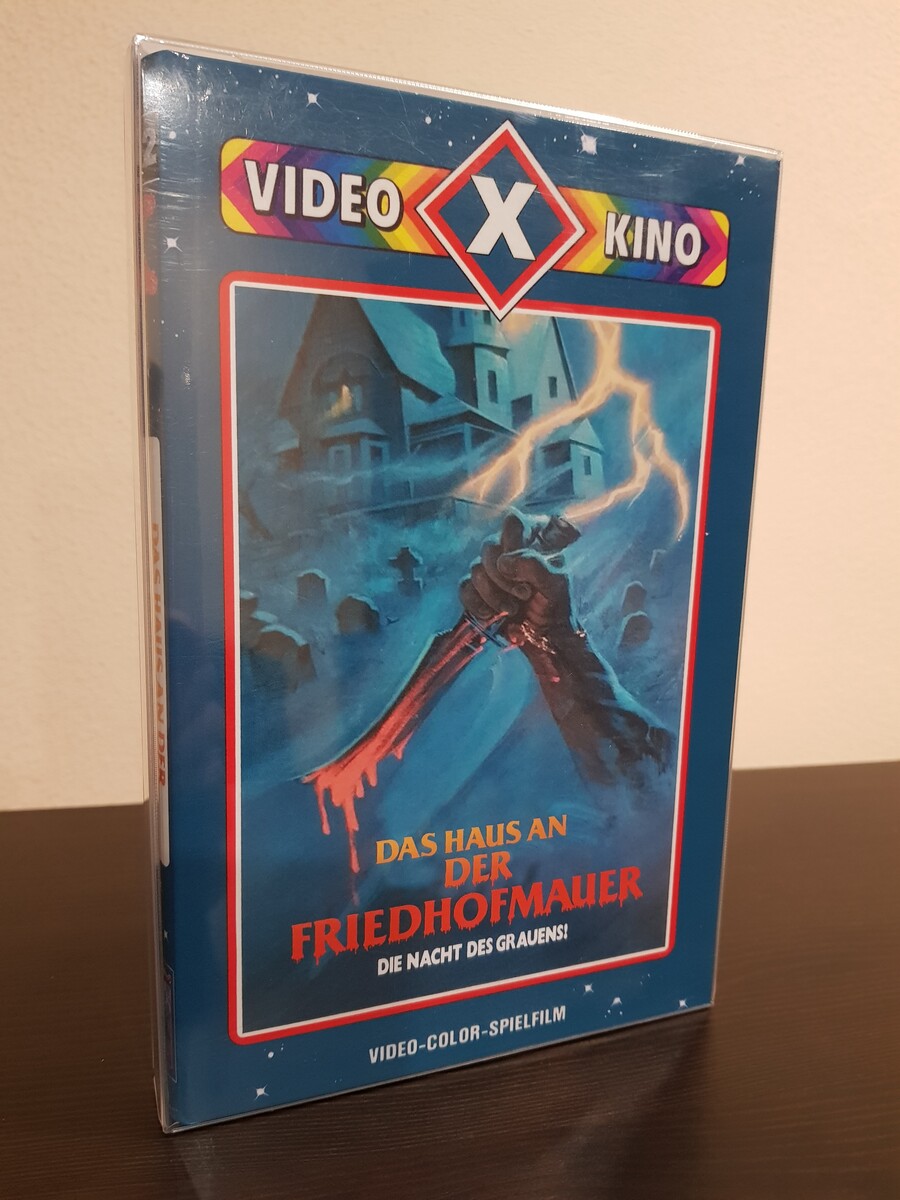 VIDEO X KINO
DAS HAUS AN
DER
FRIEDHOFMAUER
DIE NACHT DES GRAUENS!
VIDEO-COLOR-SPIELFILM
DAS HAUS AN DER